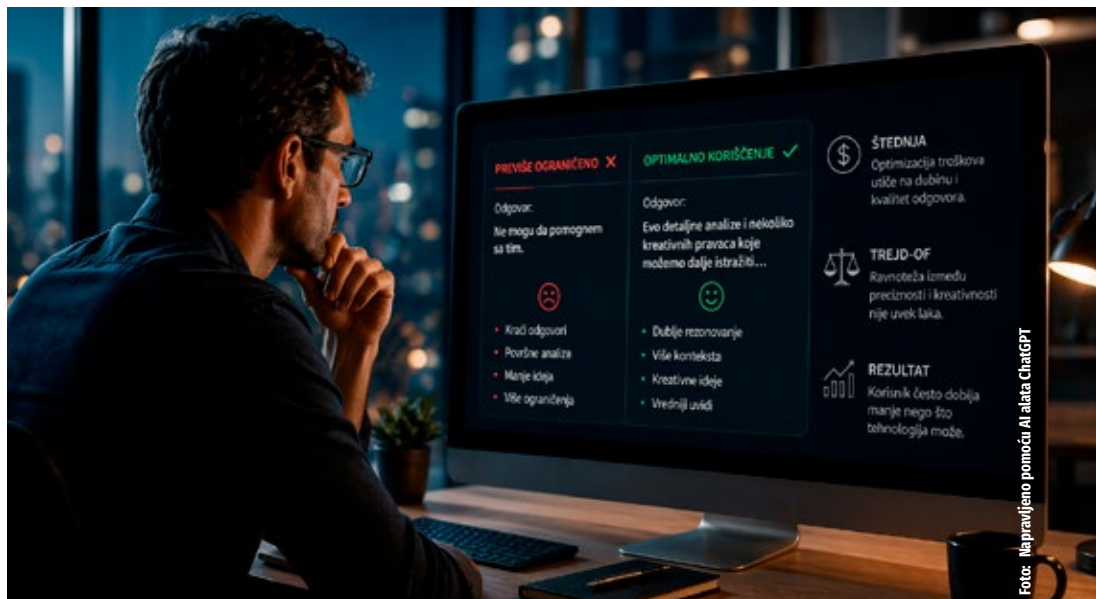 PREVIŠE OGRANIČENO
Odgovor:
Ne mogu da pomognem
sa tim.
Kraći odgovori
Površne analize
Manje ideja
Više ograničenja
OPTIMALNO KORIŠĆENJE
Odgovor:
Evo detaljne analize i nekoliko
kreativnih pravaca koje
možemo dalje istražiti....
Dublje rezonovanje
Više konteksta
Kreativne ideje
Vredniji uvidi
$
ŠTEDNJA
Optimizacija troškova
utiče na dubinu i
kvalitet odgovora.
TREJD-OF
Ravnoteža između
preciznosti i kreativnosti
nije uvek laka.
REZULTAT
Korisnik često dobija
manje nego što
tehnologija može.
Foto: Napravljeno pomoću AI alata ChatGPT